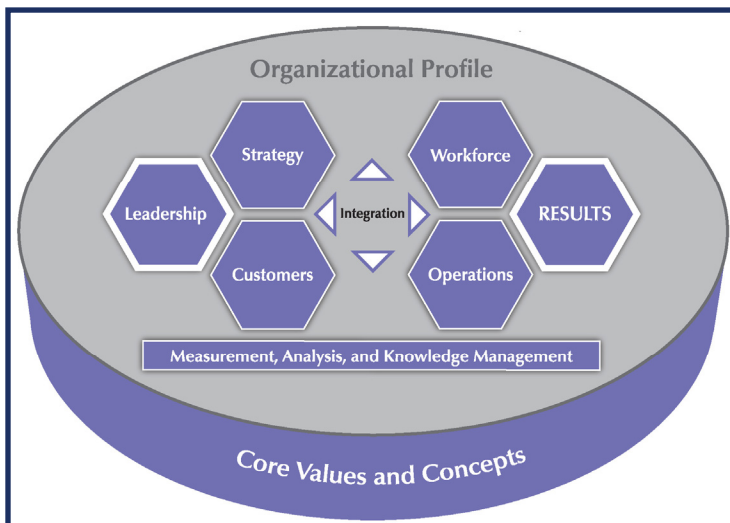 Organizational Profile
Strategy
Workforce
Leadership
Integration
RESULTS
Customers
Operations
Measurement, Analysis, and Knowledge Management
Core Values and Concepts